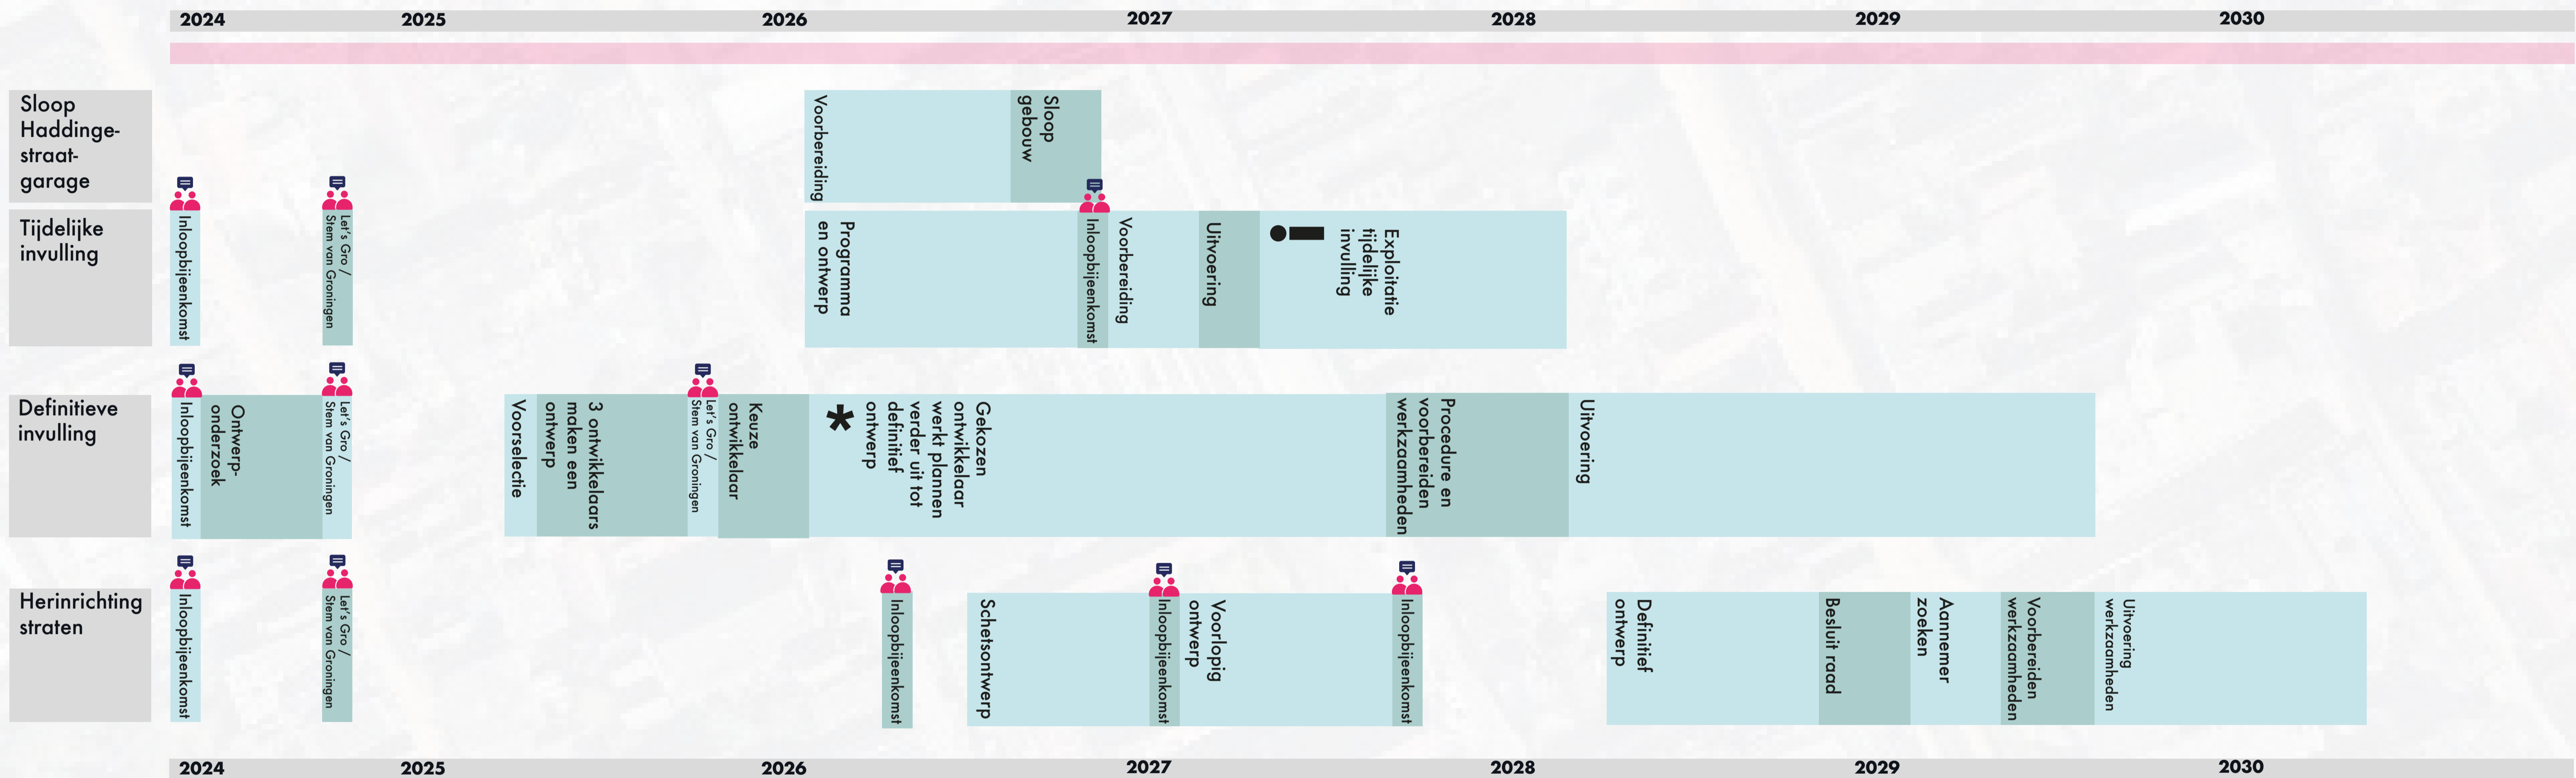 2024 2025 2026 2027 2028 2029 2030
Sloop
Haddinge-
straat-
garage
Voorbereiding
Sloop
gebouw
Tijdelijke
invulling
Inloopbijeenkomst
Let's Gro /
Stem van Groningen
Programma
en ontwerp
Inloopbijeenkomst
Voorbereiding
Uitvoering
!
Exploitatie
tijdelijke
invulling
Definitieve
invulling
Inloopbijeenkomst
Ontwerp-
onderzoek
Let's Gro /
Stem van Groningen
Voorselectie
3 ontwikkelaars
maken een
ontwerp
Let's Gro /
Stem van Groningen
Keuze
ontwikkelaar
*
Gekozen
ontwikkelaar
werkt plannen
verder uit tot
definitief
ontwerp
Procedure en
voorbereiden
werkzaamheden
Uitvoering
Herinrichting
straten
Inloopbijeenkomst
Let's Gro /
Stem van Groningen
Inloopbijeenkomst
Schetsontwerp
Inloopbijeenkomst
Voorlopig
ontwerp
Inloopbijeenkomst
Definitief
ontwerp
Besluit raad
Aannemer
zoeken
Voorbereiden
werkzaamheden
Uitvoering
werkzaamheden
2024 2025 2026 2027 2028 2029 2030